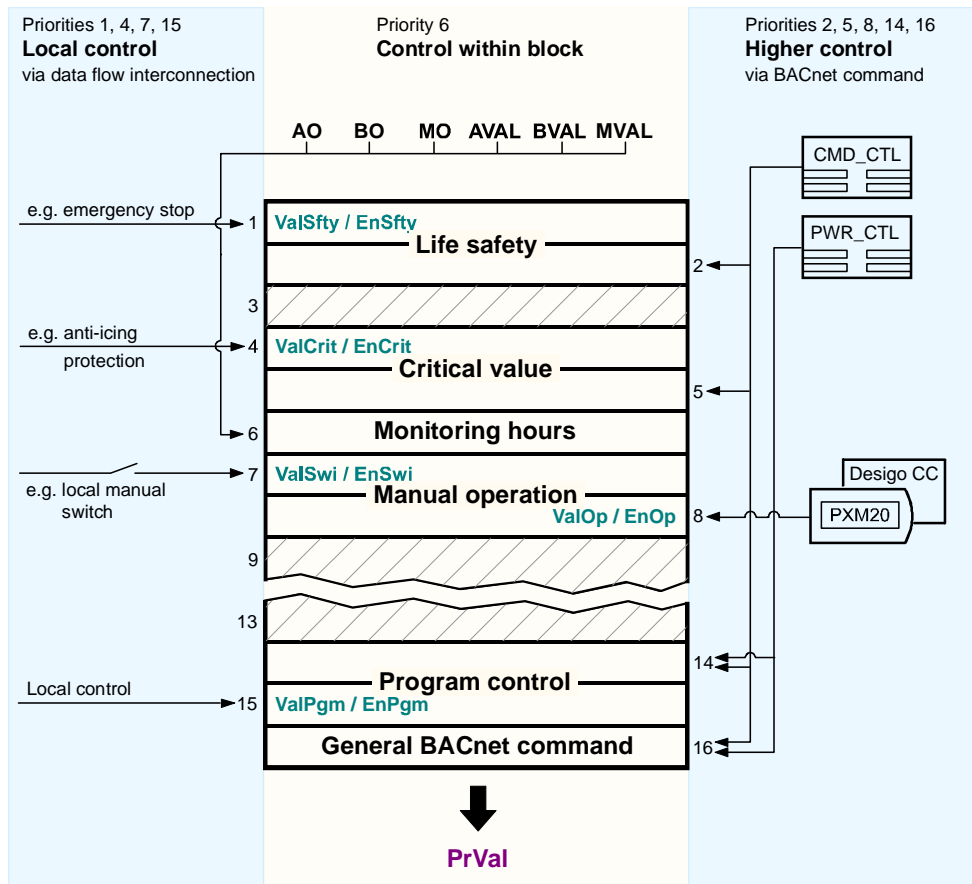 Priorities 1, 4, 7, 15
Local control
via data flow interconnection
Priority 6
Control within block
Priorities 2, 5, 8, 14, 16
Higher control
via BACnet command
AO BO MO AVAL BVAL MVAL
CMD_CTL
PWR_CTL
e.g. emergency stop
1
ValSfty / EnSfty
Life safety
2
3
e.g. anti-icing
protection
4
ValCrit / EnCrit
Critical value
5
6
Monitoring hours
e.g. local manual
switch
7
ValSwi / EnSwi
Manual operation
ValOp / EnOp
8
Desigo CC
PXM20
9
13
14
Program control
Local control
15
ValPgm / EnPgm
General BACnet command
16
PrVal